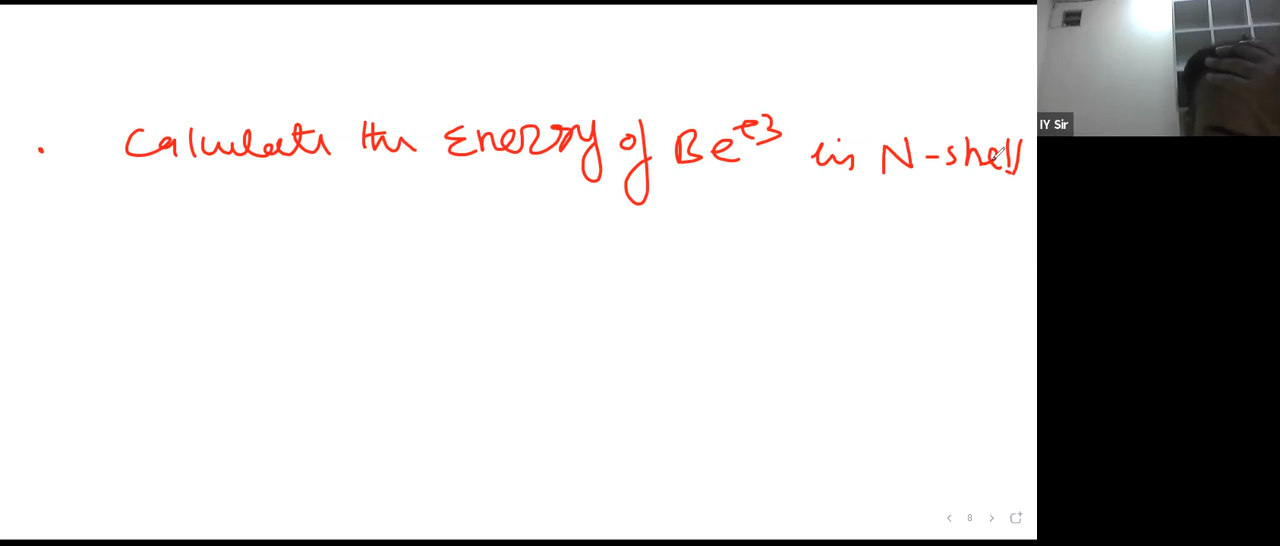 . Calculate the Energy of Be+3 in N-shell
IY Sir
8